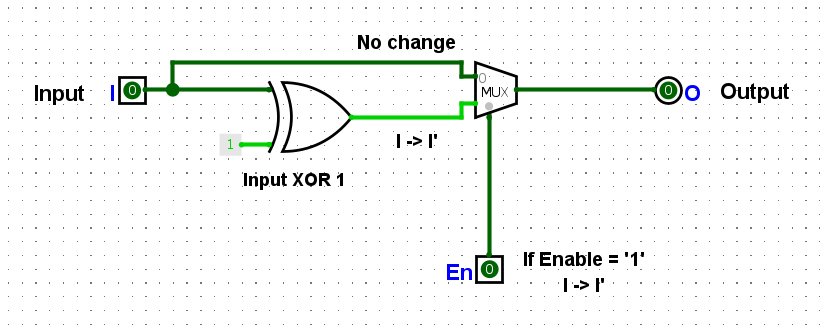 No change
0
MUX
Input I 0
0 O Output
1
I -> I'
Input XOR 1
En 0
If Enable = '1'
I -> I'